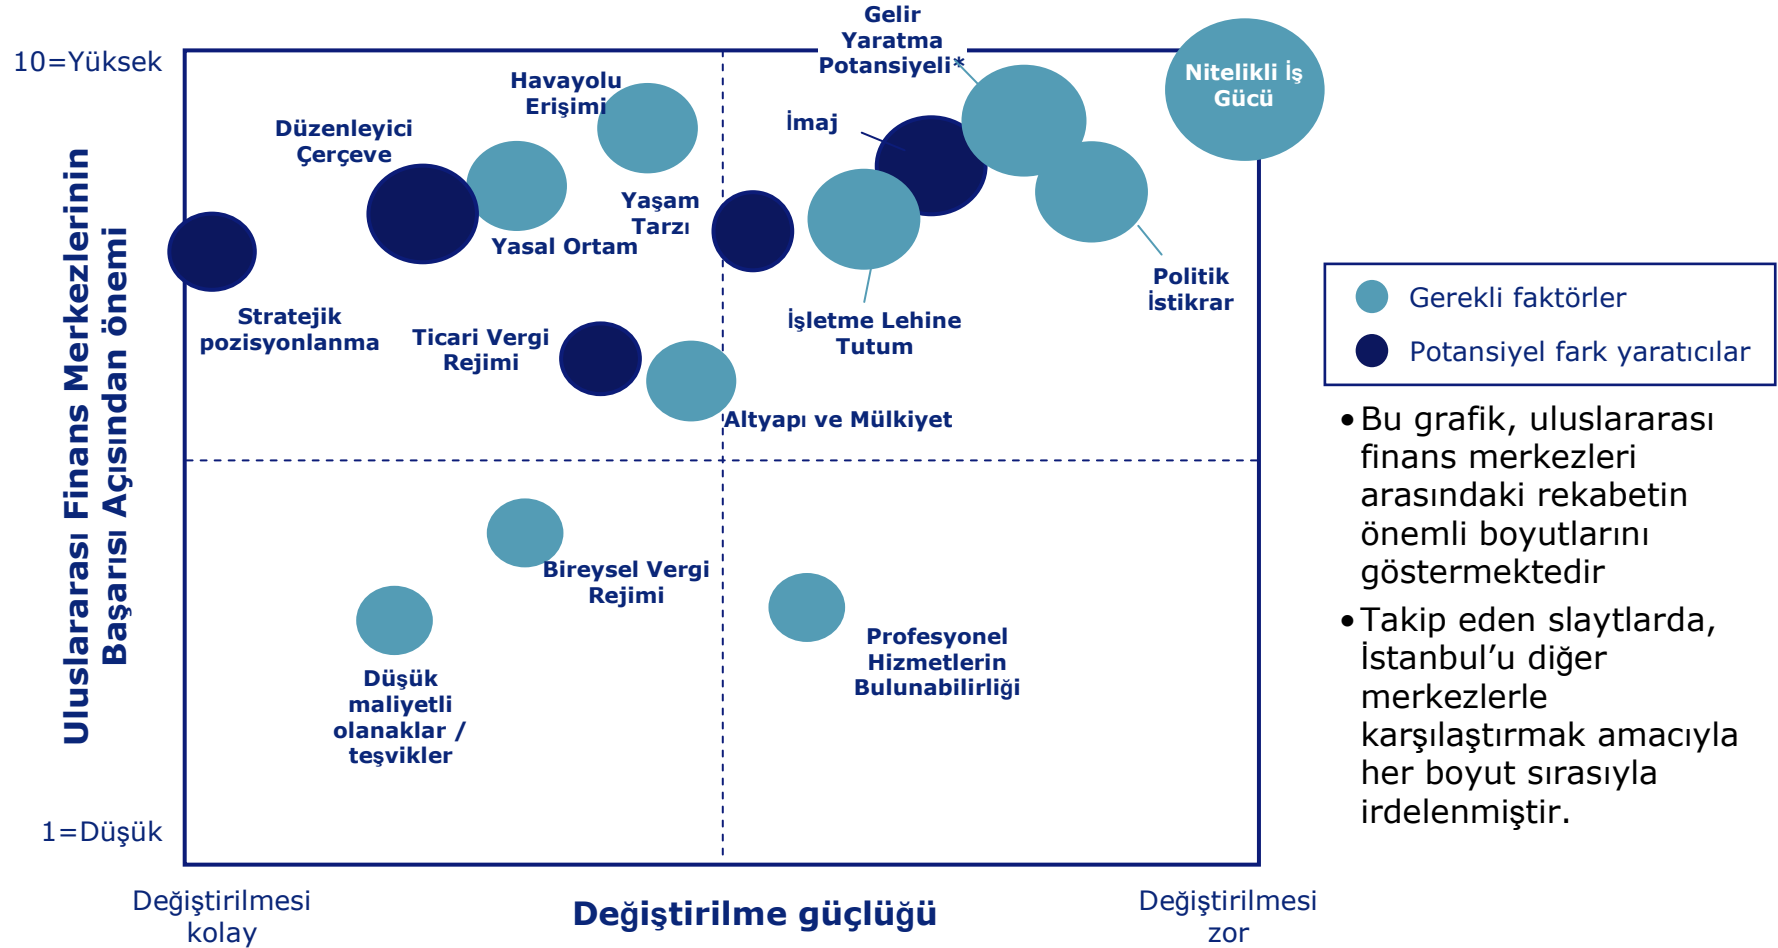 Gelir
Yaratma
Potansiyeli*
10=Yüksek
Nitelikli İş
Gücü
Havayolu
Erişimi
İmaj
Düzenleyici
Çerçeve
Yaşam
Tarzı
Yasal Ortam
Politik
İstikrar
Stratejik
pozisyonlanma
Ticari Vergi
Rejimi
İşletme Lehine
Tutum
Altyapı ve Mülkiyet
Bireysel Vergi
Rejimi
Profesyonel
Hizmetlerin
Bulunabilirliği
Düşük
maliyetli
olanaklar /
teşvikler
Uluslararası Finans Merkezlerinin
Başarısı Açısından önemi
1=Düşük
Değiştirilmesi
kolay
Değiştirilme güçlüğü
Değiştirilmesi
zor
Gerekli faktörler
Potansiyel fark yaratıcılar
•Bu grafik, uluslararası
finans merkezleri
arasındaki rekabetin
önemli boyutlarını
göstermektedir
•Takip eden slaytlarda,
İstanbul’u diğer
merkezlerle
karşılaştırmak amacıyla
her boyut sırasıyla
irdelenmiştir.